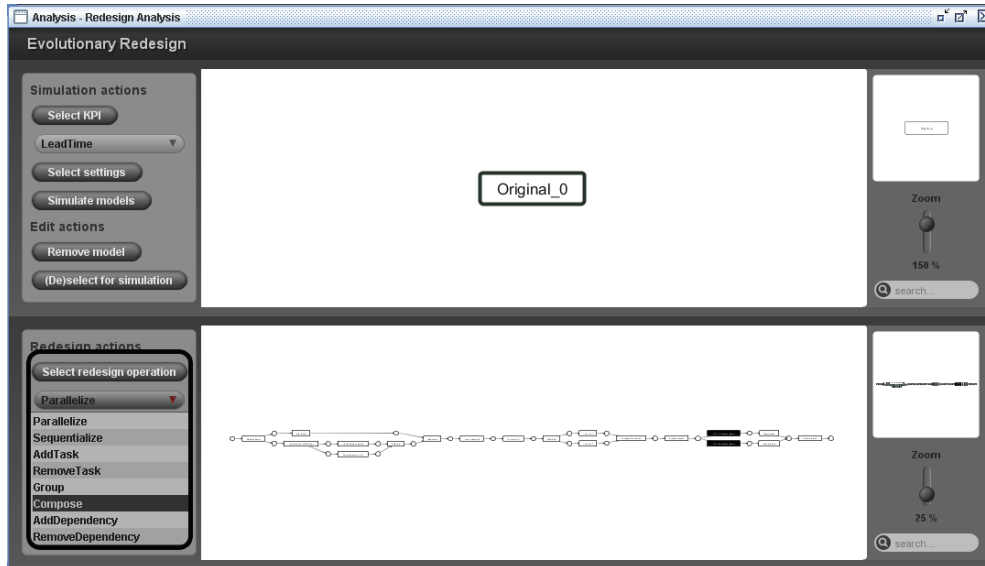 Analysis - Redesign Analysis
Evolutionary Redesign
Simulation actions
Select KPI
LeadTime
Select settings
Simulate models
Edit actions
Remove model
(De)select for simulation
Original_0
Zoom
150 %
search...
Redesign actions
Select redesign operation
Parallelize
Parallelize
Sequentialize
AddTask
RemoveTask
Group
Compose
AddDependency
RemoveDependency
Zoom
25 %
search...